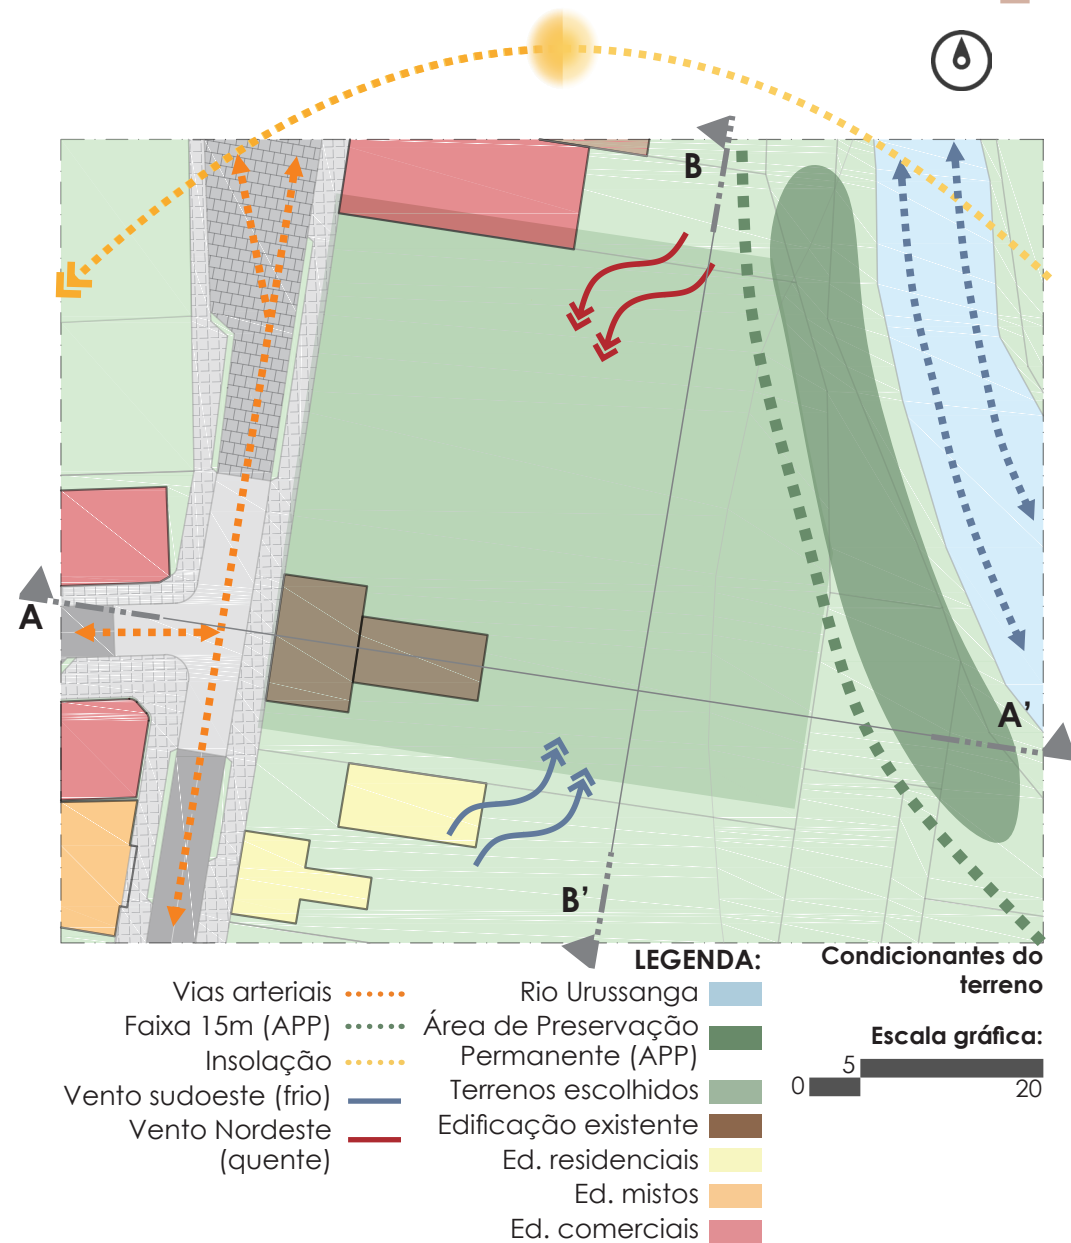 B
A
A’
B’
LEGENDA:
Vias arteriais
Faixa 15m (APP)
Insolação
Vento sudoeste (frio)
Vento Nordeste
(quente)
Rio Urussanga
Área de Preservação
Permanente (APP)
Terrenos escolhidos
Edificação existente
Ed. residenciais
Ed. mistos
Ed. comerciais
Condicionantes do
terreno
Escala gráfica:
5
0
20